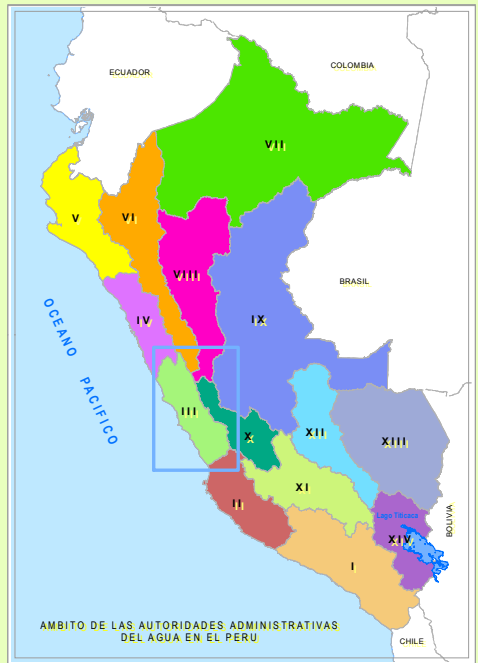 COLOMBIA
ECUADOR
VII
V
VI
VIII
BRASIL
IV
IX
OCEANO PACIFICO
III
X
XII
XIII
XI
II
Lago Titicaca
BOLIVIA
XIV
I
AMBITO DE LAS AUTORIDADES ADMINISTRATIVAS
DEL AGUA EN EL PERU
CHILE